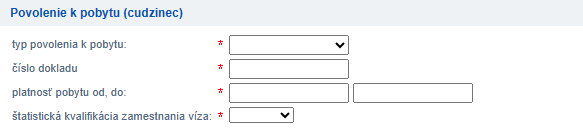 Povolenie k pobytu (cudzinec)
typ povolenia k pobytu: *
číslo dokladu *
platnosť pobytu od, do: *
štatistická kvalifikácia zamestnania víza: *